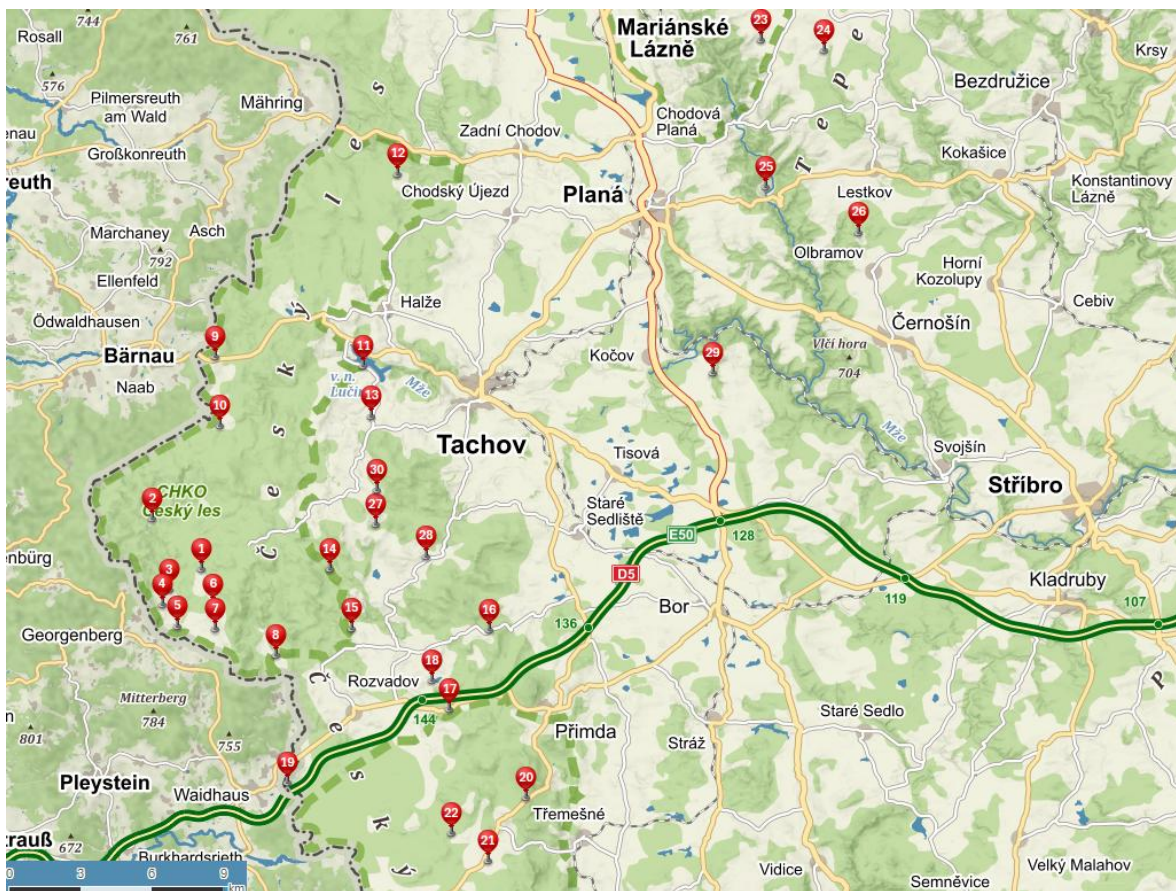 744
Rosall
761
576
Pilmersreuth
am Wald
Mähring
enau
Großkonreuth
reuth
Marchaney
Asch
792
Ellenfeld
Ödwaldhausen
Bärnau
Naab
Mariánské
Lázně
23
24
Krsy
Bezdružice
Chodová
Planá
Zadní Chodov
12
Chodský Újezd
Kokašice
25
Konstantinovy
Lázně
Planá
Lestkov
26
Olbramov
Horní
Kozolupy
Cebiv
T e p e
Halže
9
11
v. n.
Mže
10
13
Kočov
29
Černošín
Vlčí hora
704
Mže
Tachov
Tisová
Svojšín
Stříbro
30
27
28
Staré
Sedliště
E50
128
D5
2
CHKO
Český les
1
3
4
5
6
7
8
14
15
16
136
Bor
119
Kladruby
107
enbürg
Georgenberg
Mitterberg
784
801
755
Pleystein
Waidhaus
18
Rozvadov
17
144
19
Přimda
Stráž
Staré Sedlo
20
Třemešné
22
21
Č e s k ý
l e s
Č e s k ý
P
Vidice
Semněvice
Velký Malahov
trauß
672
Burkhardsrieth
0 3 6 9
km